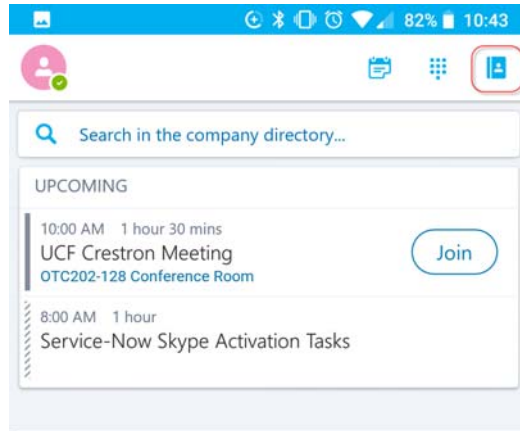 82% 10:43
Search in the company directory...
UPCOMING
10:00 AM 1 hour 30 mins
UCF Crestron Meeting
Join
OTC202-128 Conference Room
8:00 AM 1 hour
Service-Now Skype Activation Tasks